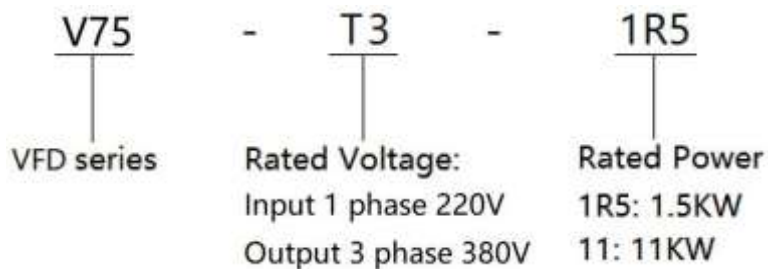 V75 - T3 - 1R5
VFD series Rated Voltage: Rated Power
Input 1 phase 220V 1R5: 1.5KW
Output 3 phase 380V 11: 11KW